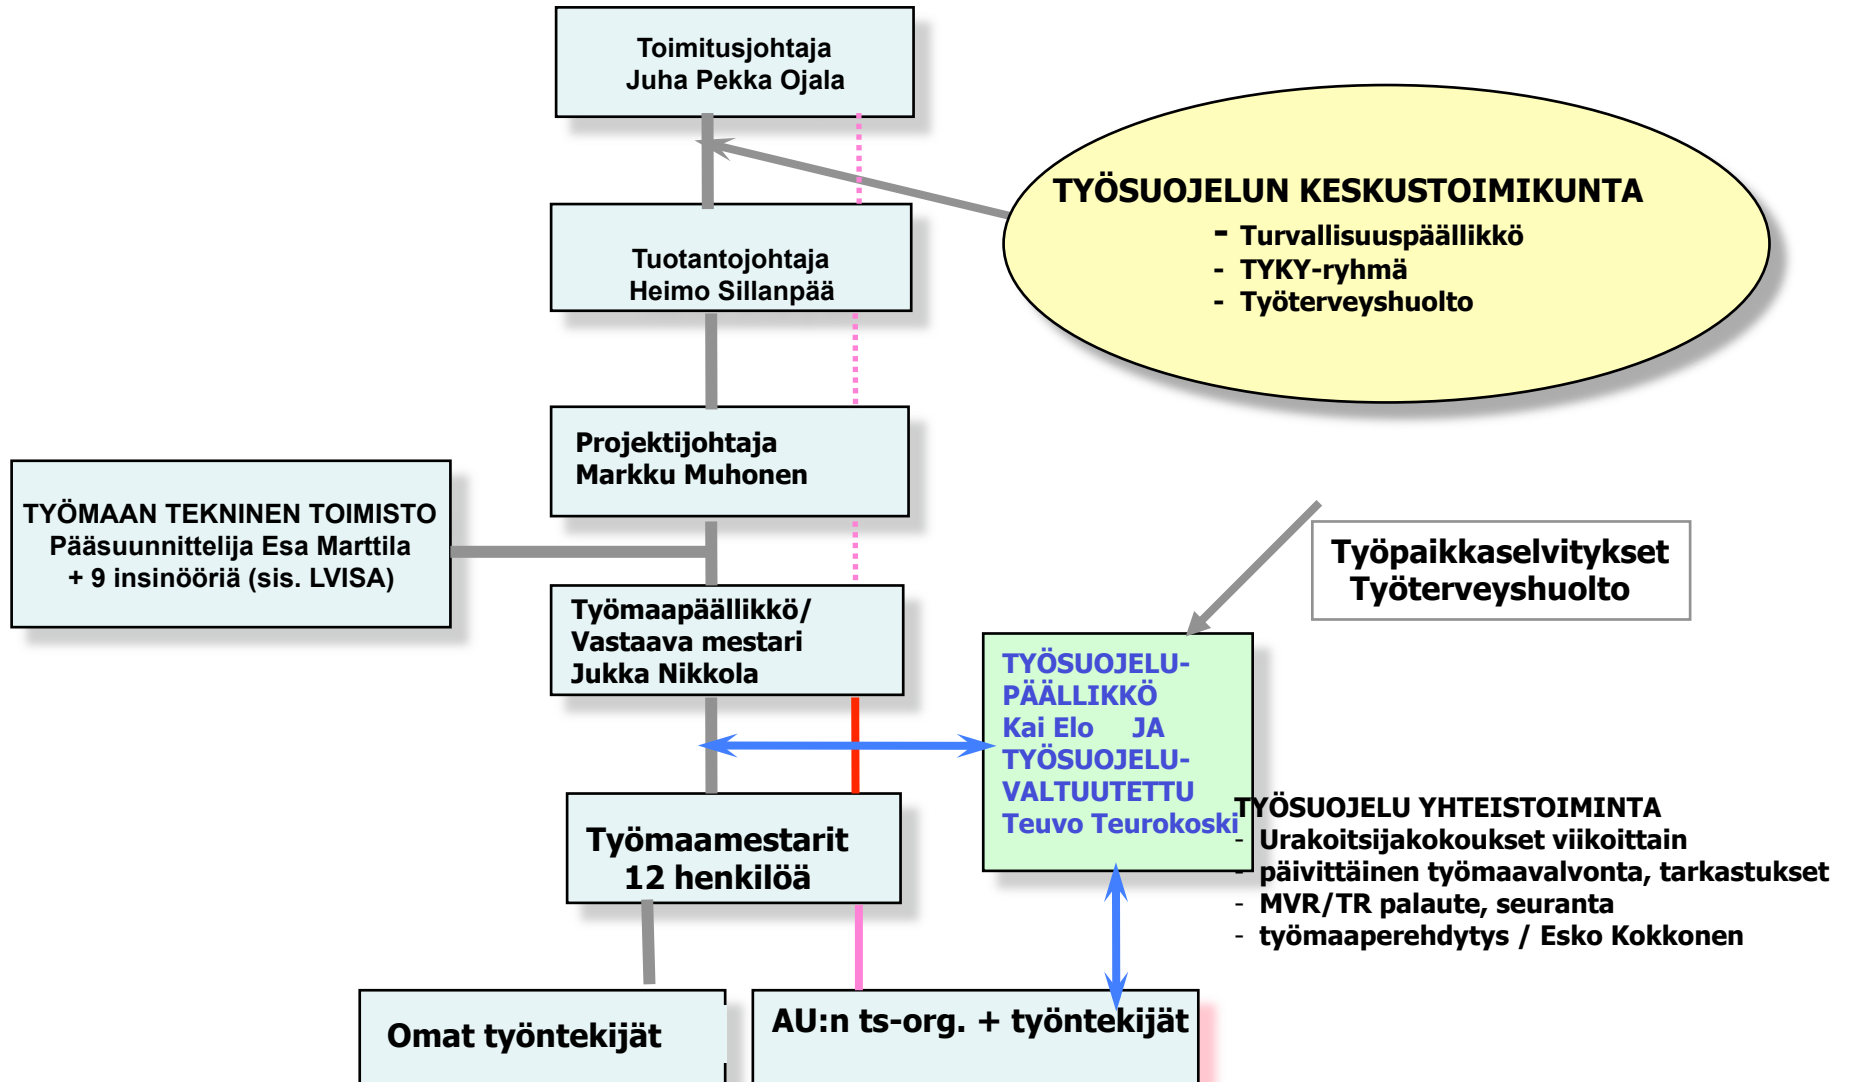 Toimitusjohtaja
Juha Pekka Ojala
TYÖSUOJELUN KESKUSTOIMIKUNTA
- Turvallisuuspäällikkö
- TYKY-ryhmä
- Työterveyshuolto
Tuotantojohtaja
Heimo Sillanpää
Projektijohtaja
Markku Muhonen
TYÖMAAN TEKNINEN TOIMISTO
Pääsuunnittelija Esa Marttila
+ 9 insinööriä (sis. LVISA)
Työpaikkaselvitykset
Työterveyshuolto
Työmaapäällikkö/
Vastaava mestari
Jukka Nikkola
TYÖSUOJELU-
PÄÄLLIKKÖ
Kai Elo JA
TYÖSUOJELU-
VALTUUTETTU
Teuvo Teurokoski
TYÖSUOJELU YHTEISTOIMINTA
- Urakoitsijakokoukset viikoittain
- päivittäinen työmaavalvonta, tarkastukset
- MVR/TR palaute, seuranta
- työmaaperehdytys / Esko Kokkonen
Työmaamestarit
12 henkilöä
Omat työntekijät
AU:n ts-org. + työntekijät